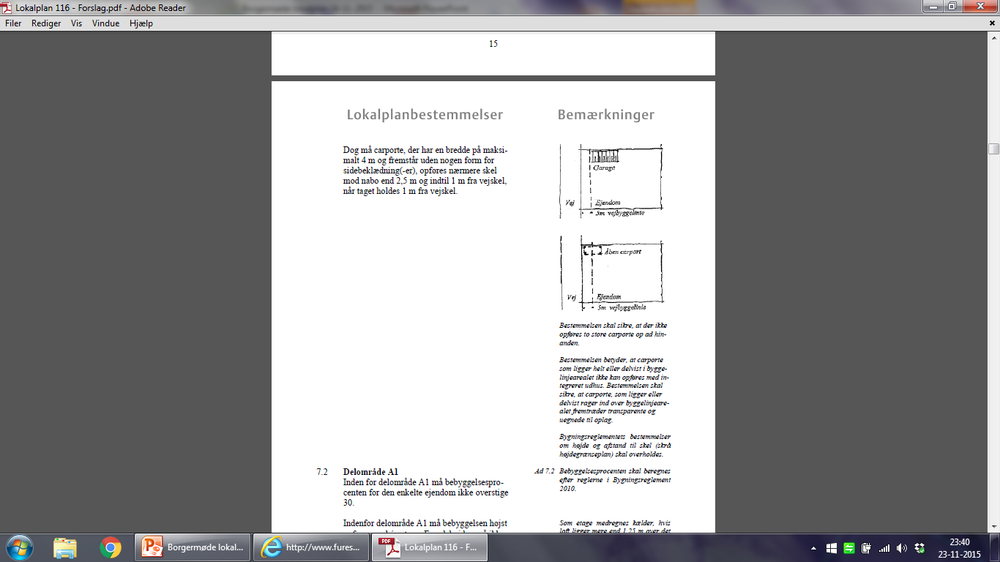 Lokalplan 116 - Forslag.pdf - Adobe Reader
Filer Rediger Vis Vindue Hjælp
15
Lokalplanbestemmelser
Bemærkninger
Dog må carporte, der har en bredde på maksi-
malt 4 m og fremstår uden nogen form for
sidebeklædning(-er), opføres nærmere skel
mod nabo end 2,5 m og indtil 1 m fra vejskel,
når taget holdes 1 m fra vejskel.
Garage
Vej
Ejendom
5m vejbyggelinie
Åben carport
Vej
Ejendom
5m vejbyggelinie
Bestemmelsen skal sikre, at der ikke
opføres to store carporte op ad hin-
anden.
Bestemmelsen betyder, at carporte
som ligger helt eller delvist i bygge-
linjearealet ikke kan opføres med in-
tegreret udhus. Bestemmelsen skal
sikre, at carporte, som ligger eller
delvist rager ind over byggelinjeare-
alet fremtræder transparente og
uegnede til oplag.
Bygningsreglementets bestemmelser
om højde og afstand til skel (skrå
højdegrænseplan) skal overholdes.
7.2 Delområde A1
Inden for delområde A1 må bebyggelsespro-
centen for den enkelte ejendom ikke overstige
30.
Indenfor delområde A1 må bebyggelsen højst
Ad 7.2 Bebyggelsesprocenten skal beregnes
efter reglerne i Bygningsreglement
2010.
Som etage medregnes kælder, hvis
loft ligger mere end 1,25 m over det
Borgermøde lokal...
http://www.fures...
Lokalplan 116 - F...
23:40
23-11-2015